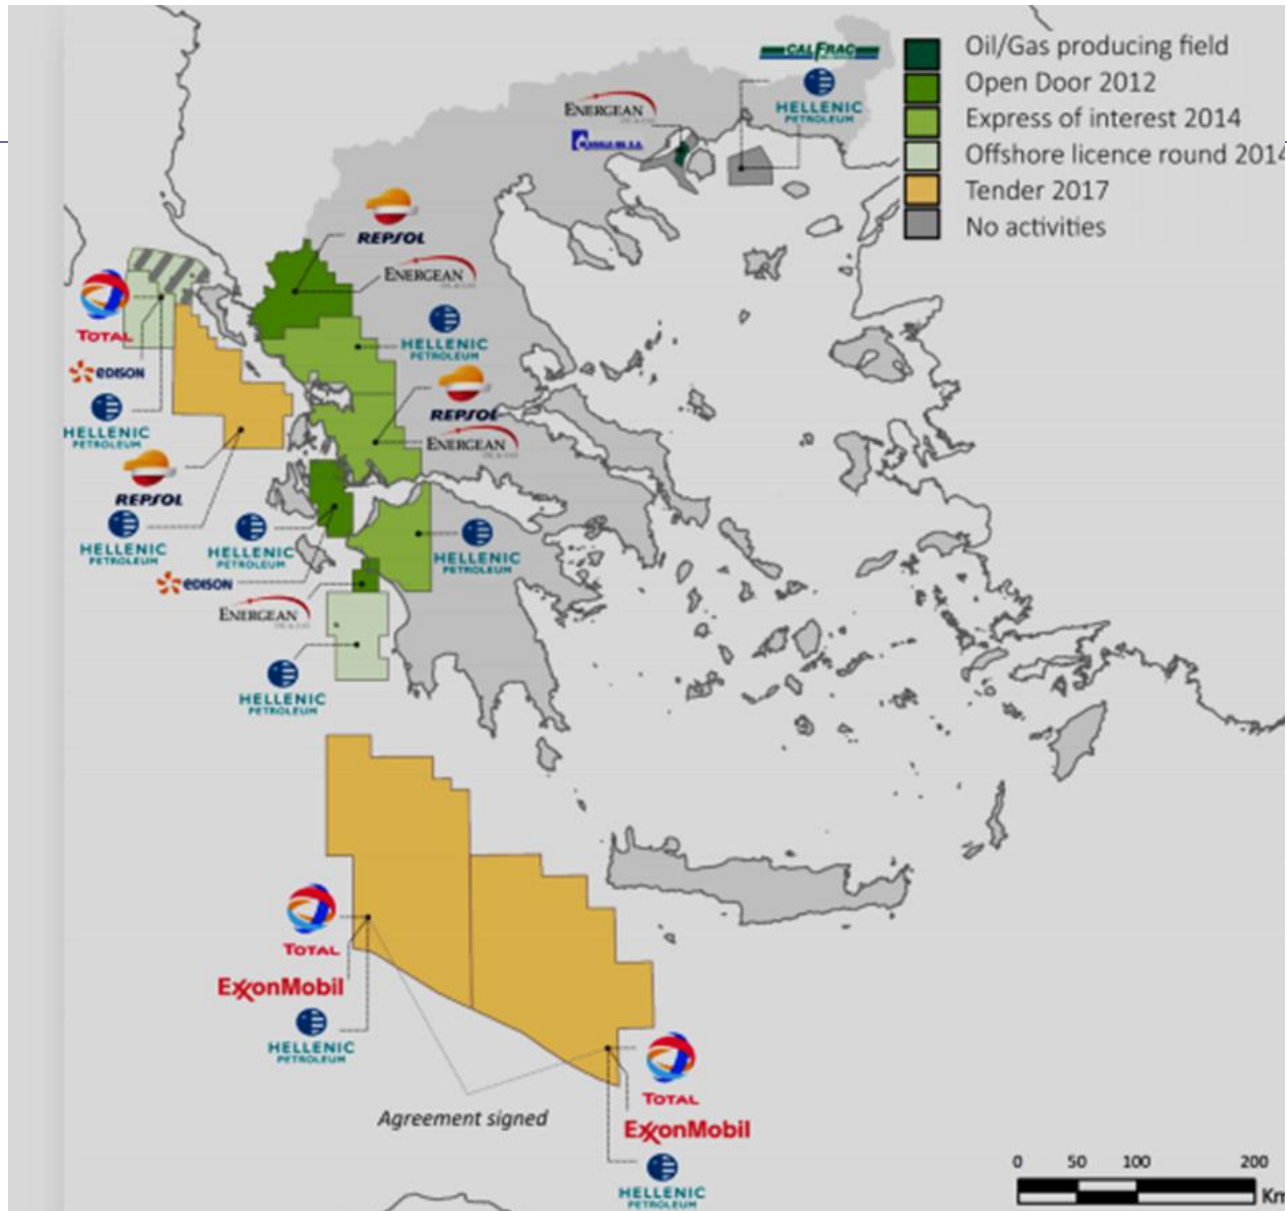 CALFRAC
HELLENIC
PETROLEUM
ENERGEAN
Oil/Gas producing field
Open Door 2012
Express of interest 2014
Offshore licence round 2014
Tender 2017
No activities
REPSOL
ENERGEAN
HELLENIC
PETROLEUM
TOTAL
EDISON
HELLENIC
PETROLEUM
REPSOL
ENERGEAN
REPSOL
HELLENIC
PETROLEUM
HELLENIC
PETROLEUM
HELLENIC
PETROLEUM
EDISON
ENERGEAN
HELLENIC
PETROLEUM
TOTAL
ExxonMobil
HELLENIC
PETROLEUM
Agreement signed
TOTAL
ExxonMobil
HELLENIC
PETROLEUM
0 50 100 200
Km